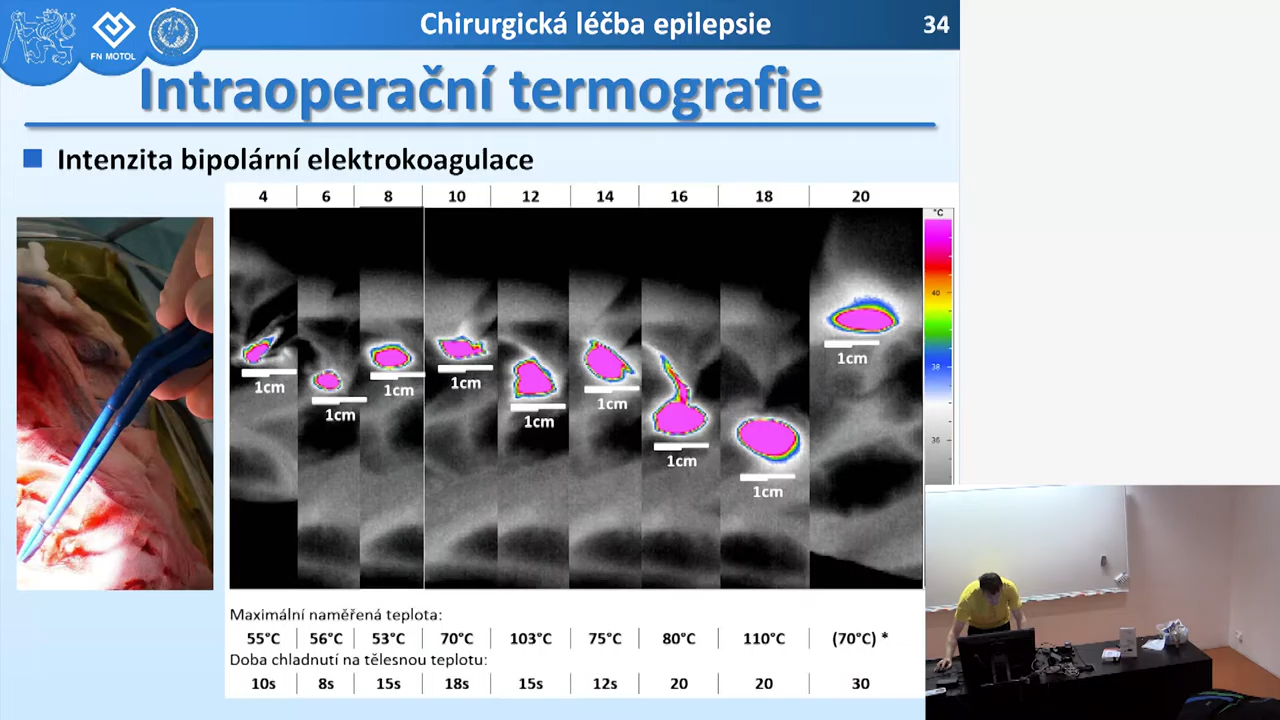 Chirurgická léčba epilepsie 34
FN MOTOL
Intraoperační termografie
Intenzita bipolární elektrokoagulace
4 6 8 10 12 14 16 18 20
°C
40
38
36
1cm 1cm 1cm 1cm 1cm 1cm 1cm 1cm 1cm
Maximální naměřená teplota:
55°C 56°C 53°C 70°C 103°C 75°C 80°C 110°C (70°C) *
Doba chladnutí na tělesnou teplotu:
10s 8s 15s 18s 15s 12s 20 20 30